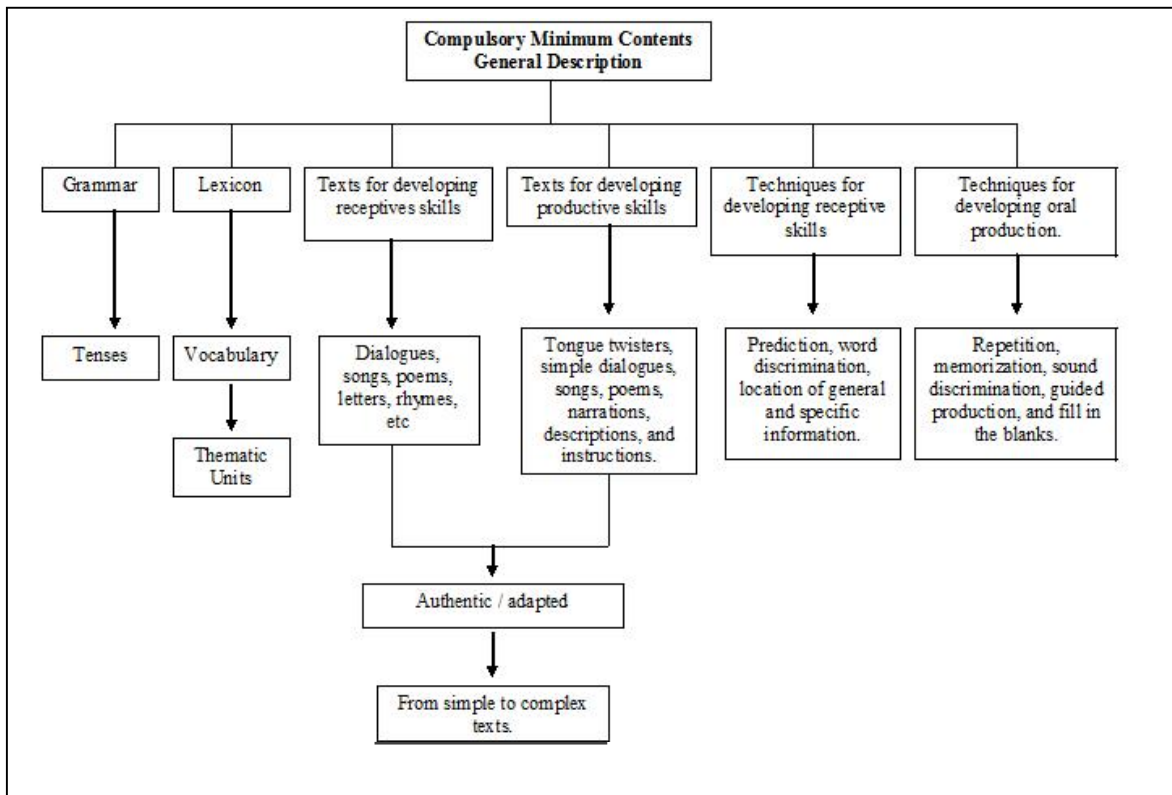 Compulsory Minimum Contents
General Description
Grammar
Lexicon
Texts for developing
receptives skills
Texts for developing
productive skills
Techniques for
developing receptive
skills
Techniques for
developing oral
production.
Tenses
Vocabulary
Dialogues,
songs, poems,
letters, rhymes,
etc
Tongue twisters,
simple dialogues,
songs, poems,
narrations,
descriptions, and
instructions.
Prediction, word
discrimination,
location of general
and specific
information.
Repetition,
memorization, sound
discrimination, guided
production, and fill in
the blanks.
Thematic
Units
Authentic / adapted
From simple to complex
texts.